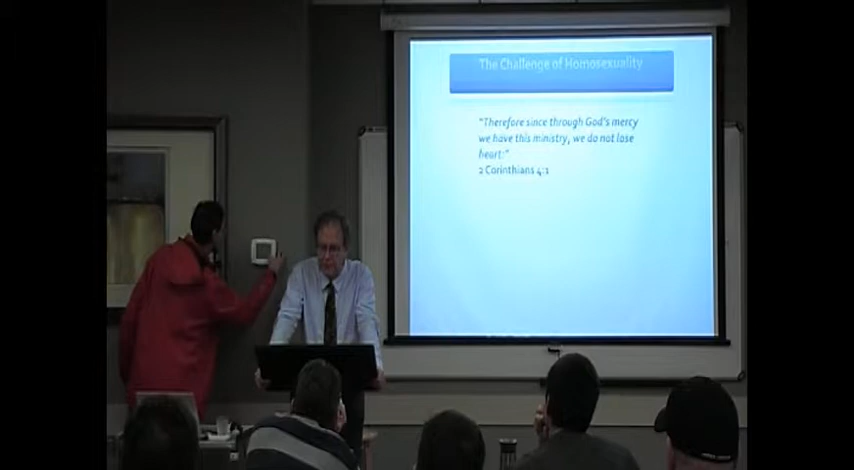 The Challenge of Homosexuality
“Therefore since through God's mercy
we have this ministry, we do not lose
heart:”
2 Corinthians 4:1